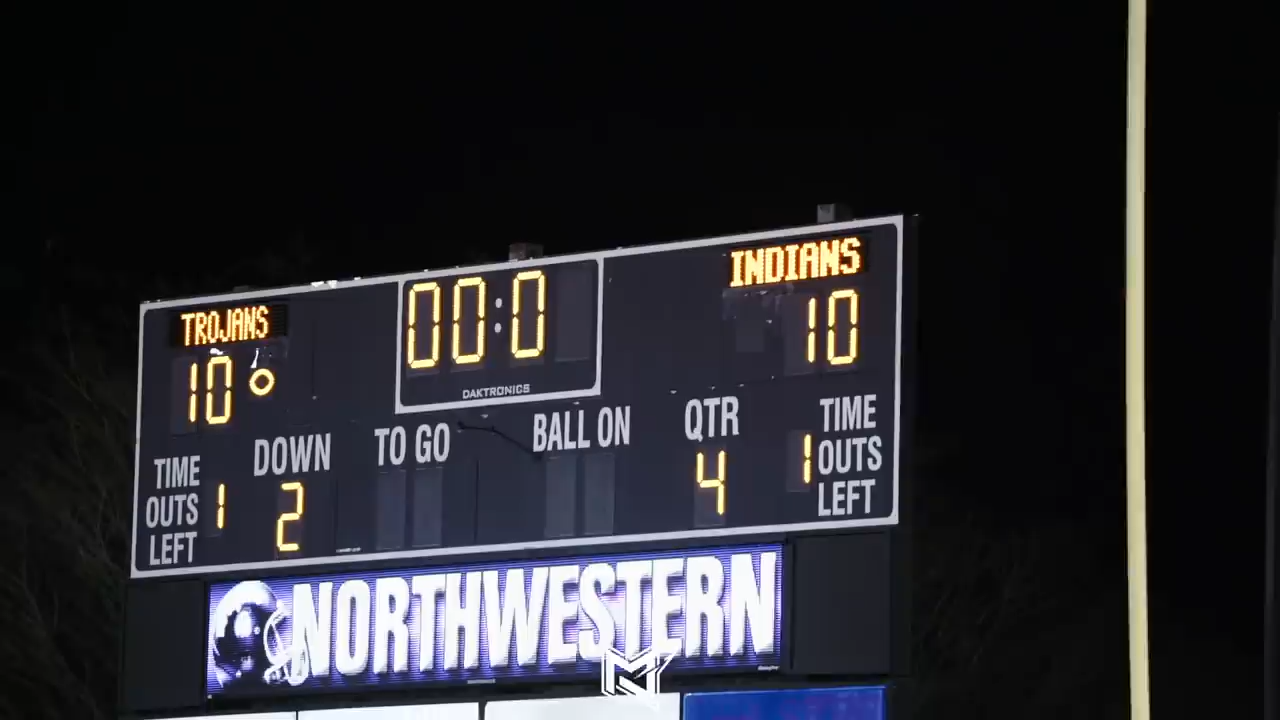 TROJANS
00:0
INDIANS
10
10
DAKTRONICS
DOWN
TO GO
BALL ON
QTR
TIME
OUTS
LEFT
1
2
4
1
TIME
OUTS
LEFT
NORTHWESTERN